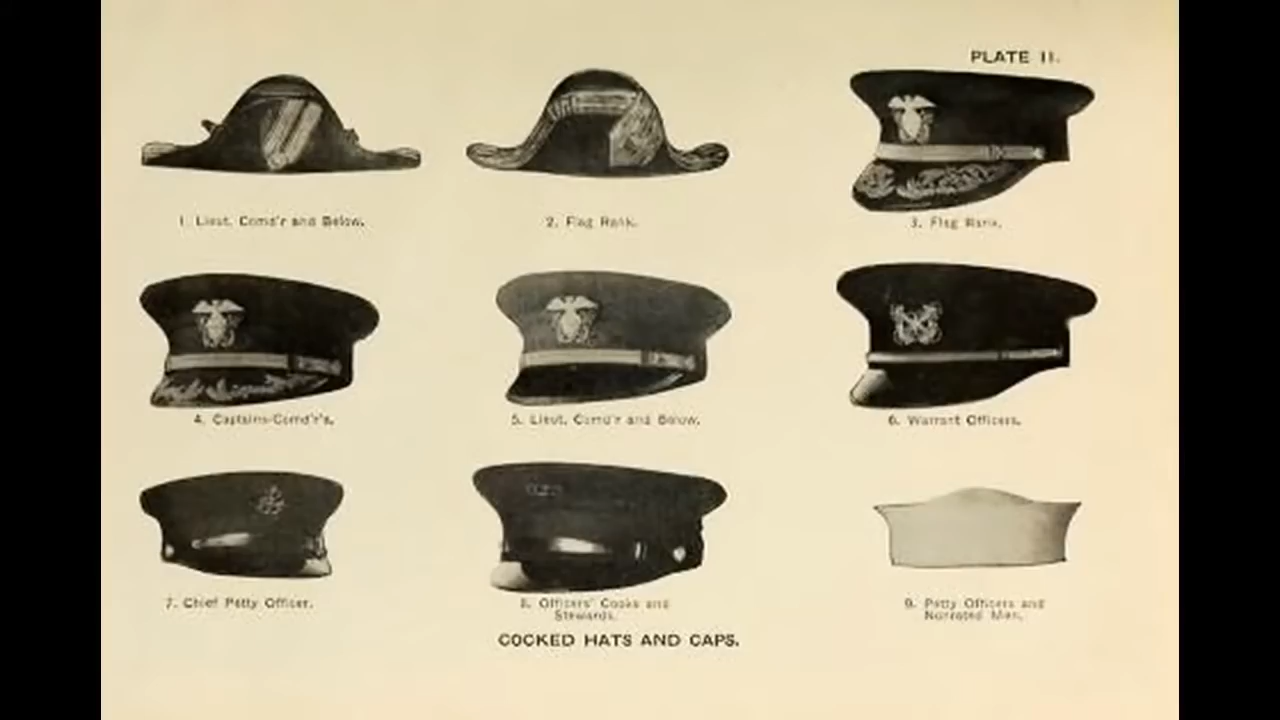 PLATE II.
1. Lieut. Comd'r and Below.
2. Flag Rank.
3. Flag Rank.
4. Captains-Comd'r's.
5. Lieut. Comd'r and Below.
6. Warrant Officers.
7. Chief Petty Officer.
8. Officers' Cooks and
Stewards.
9. Petty Officers and
Nonrated Men.
COCKED HATS AND CAPS.